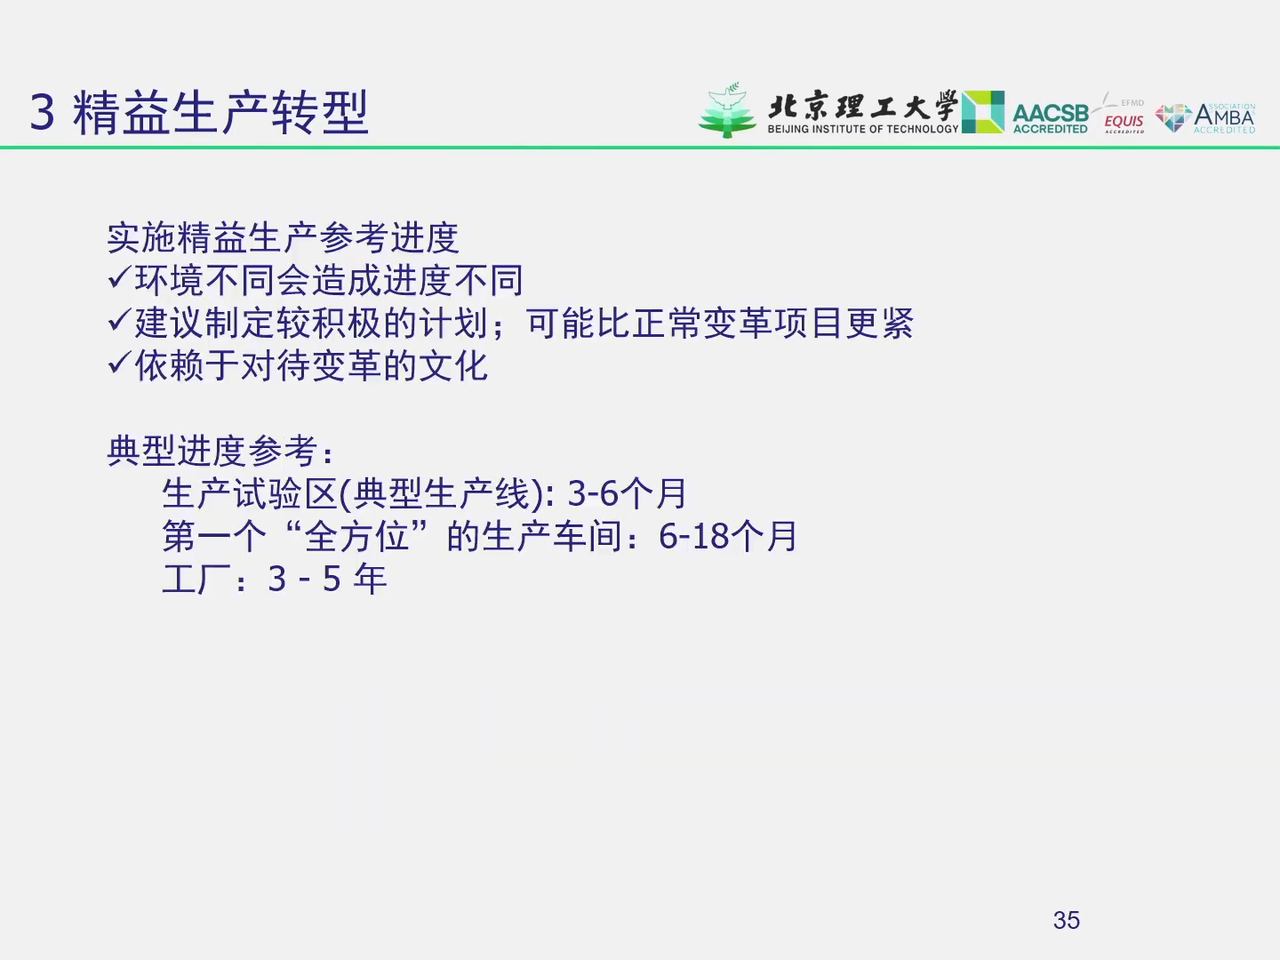 3 精益生产转型
北京理工大学
BEIJING INSTITUTE OF TECHNOLOGY
AACSB
ACCREDITED
EFMD
EQUIS
ACCREDITED
ASSOCIATION
AMBA
ACCREDITED
实施精益生产参考进度
✓环境不同会造成进度不同
✓建议制定较积极的计划；可能比正常变革项目更紧
✓依赖于对待变革的文化
典型进度参考：
生产试验区(典型生产线): 3-6个月
第一个“全方位”的生产车间：6-18个月
工厂：3 - 5 年
35